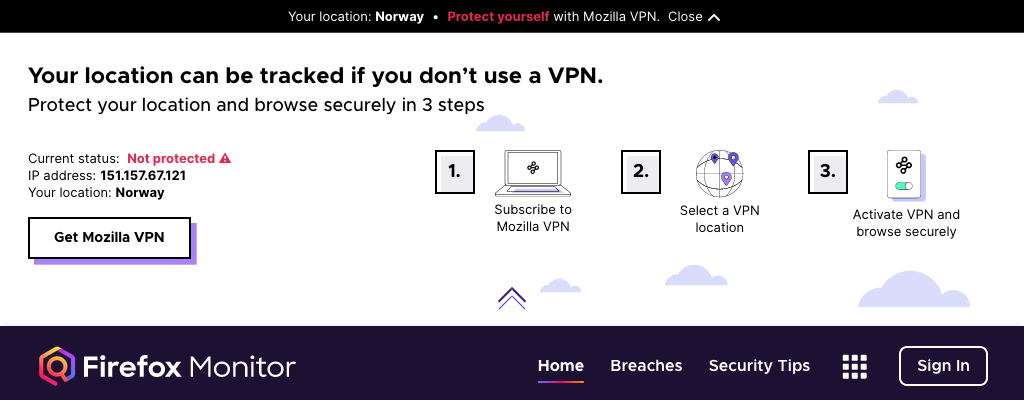 Your location: Norway • Protect yourself with Mozilla VPN. Close
Your location can be tracked if you don't use a VPN.
Protect your location and browse securely in 3 steps
Current status: Not protected
IP address: 151.157.67.121
Your location: Norway
Get Mozilla VPN
1.
Subscribe to
Mozilla VPN
2.
Select a VPN
location
3.
Activate VPN and
browse securely
Firefox Monitor
Home
Breaches
Security Tips
Sign In